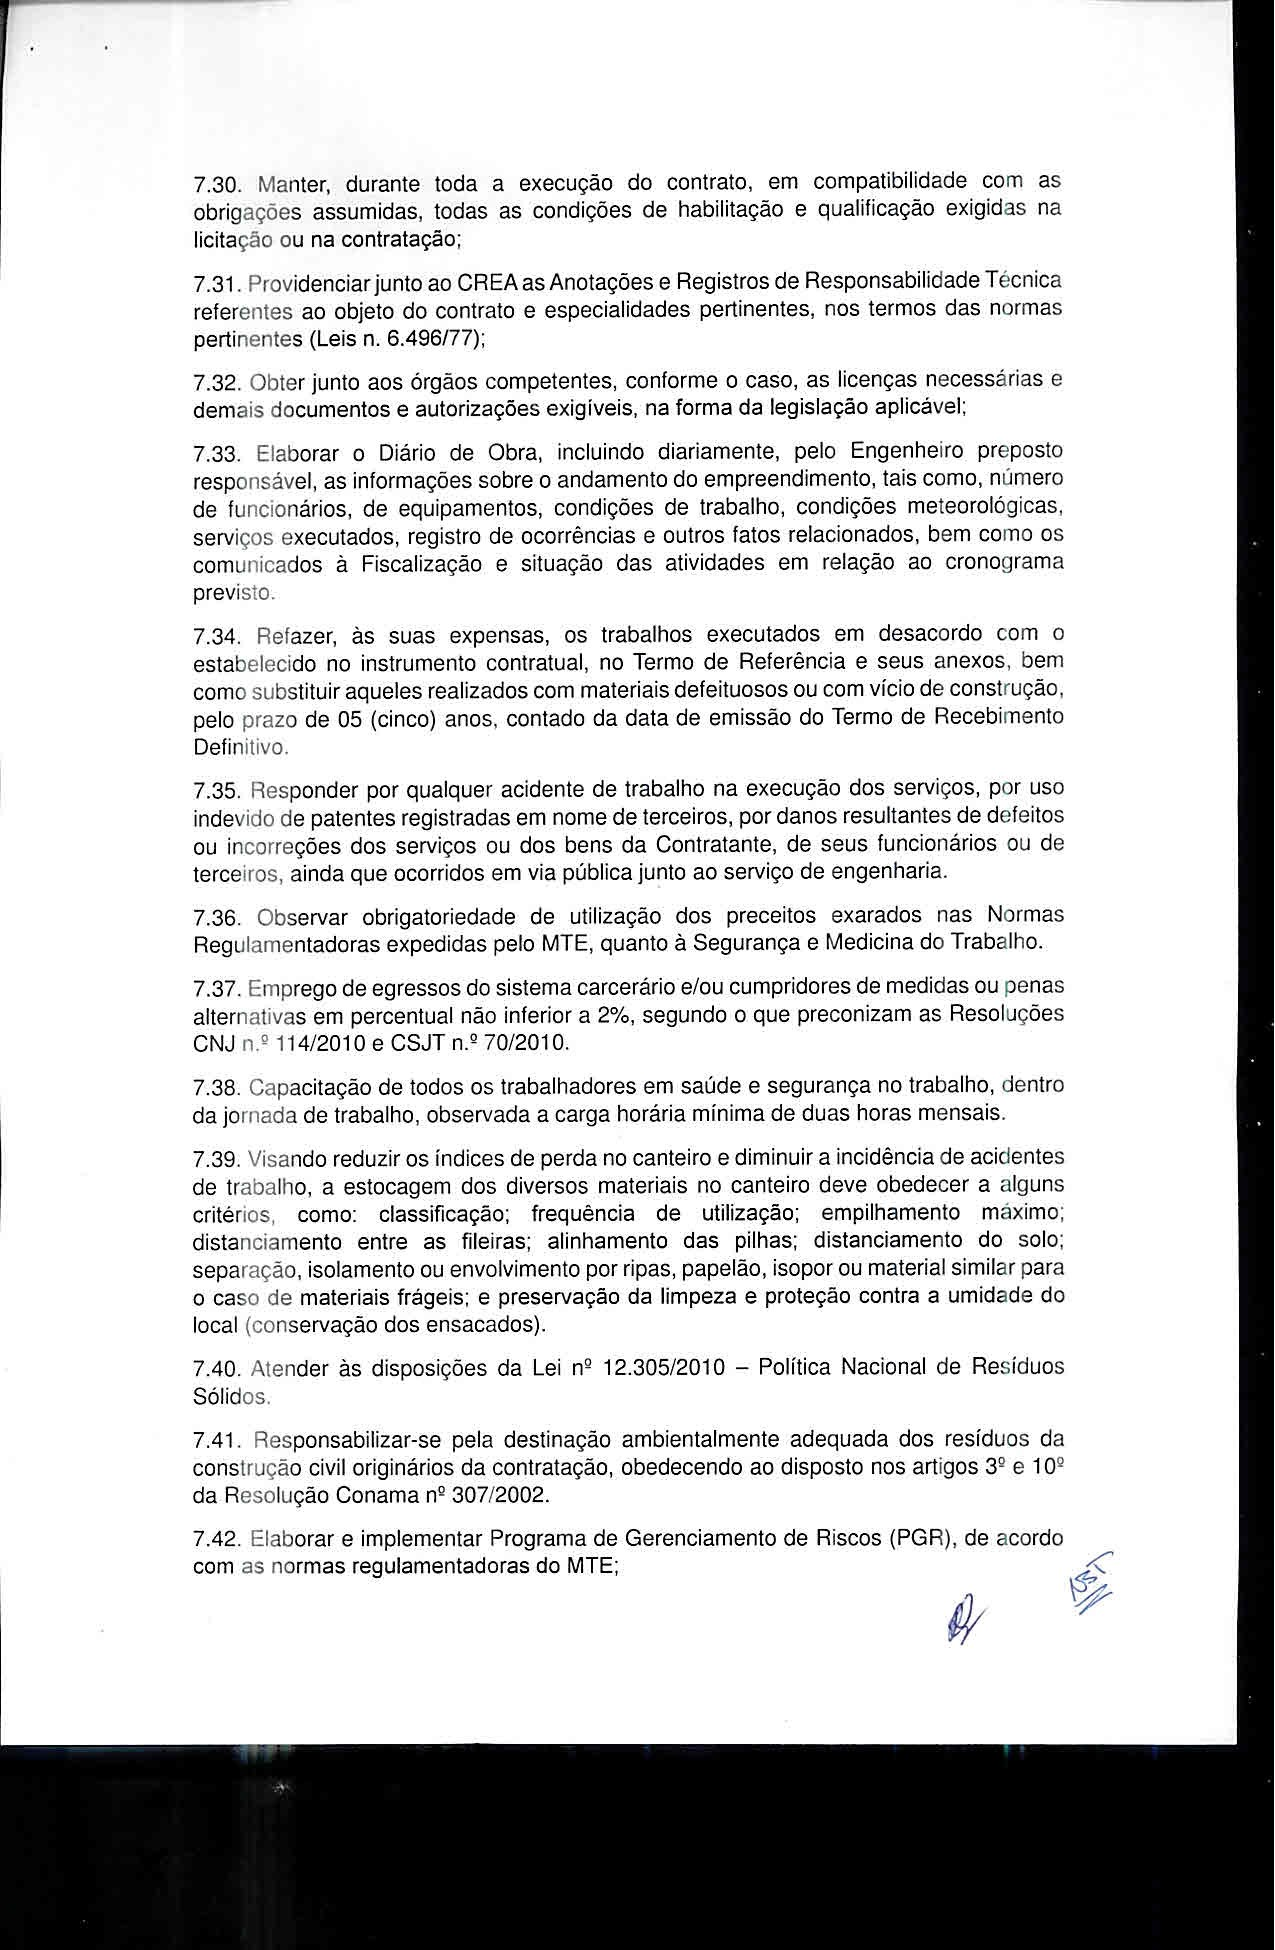 7.30. Manter, durante toda a execução do contrato, em compatibilidade com as
obrigações assumidas, todas as condições de habilitação e qualificação exigidas na
licitação ou na contratação;
7.31. Providenciar junto ao CREA as Anotações e Registros de Responsabilidade Técnica
referentes ao objeto do contrato e especialidades pertinentes, nos termos das normas
pertinentes (Leis n. 6.496/77);
7.32. Obter junto aos órgãos competentes, conforme o caso, as licenças necessárias e
demais documentos e autorizações exigíveis, na forma da legislação aplicável;
7.33. Elaborar o Diário de Obra, incluindo diariamente, pelo Engenheiro preposto
responsável, as informações sobre o andamento do empreendimento, tais como, número
de funcionários, de equipamentos, condições de trabalho, condições meteorológicas,
serviços executados, registro de ocorrências e outros fatos relacionados, bem como os
comunicados à Fiscalização e situação das atividades em relação ao cronograma
previsto.
7.34. Refazer, às suas expensas, os trabalhos executados em desacordo com o
estabelecido no instrumento contratual, no Termo de Referência e seus anexos, bem
como substituir aqueles realizados com materiais defeituosos ou com vício de construção,
pelo prazo de 05 (cinco) anos, contado da data de emissão do Termo de Recebimento
Definitivo.
7.35. Responder por qualquer acidente de trabalho na execução dos serviços, por uso
indevido de patentes registradas em nome de terceiros, por danos resultantes de defeitos
ou incorreções dos serviços ou dos bens da Contratante, de seus funcionários ou de
terceiros, ainda que ocorridos em via pública junto ao serviço de engenharia.
7.36. Observar obrigatoriedade de utilização dos preceitos exarados nas Normas
Regulamentadoras expedidas pelo MTE, quanto à Segurança e Medicina do Trabalho.
7.37. Emprego de egressos do sistema carcerário e/ou cumpridores de medidas ou penas
alternativas em percentual não inferior a 2%, segundo o que preconizam as Resoluções
CNJ n.º 114/2010 e CSJT n.º 70/2010.
7.38. Capacitação de todos os trabalhadores em saúde e segurança no trabalho, dentro
da jornada de trabalho, observada a carga horária mínima de duas horas mensais.
7.39. Visando reduzir os índices de perda no canteiro e diminuir a incidência de acidentes
de trabalho, a estocagem dos diversos materiais no canteiro deve obedecer a alguns
critérios, como: classificação; frequência de utilização; empilhamento máximo;
distanciamento entre as fileiras; alinhamento das pilhas; distanciamento do solo;
separação, isolamento ou envolvimento por ripas, papelão, isopor ou material similar para
o caso de materiais frágeis; e preservação da limpeza e proteção contra a umidade do
local (conservação dos ensacados).
7.40. Atender às disposições da Lei nº 12.305/2010 – Política Nacional de Resíduos
Sólidos.
7.41. Responsabilizar-se pela destinação ambientalmente adequada dos resíduos da
construção civil originários da contratação, obedecendo ao disposto nos artigos 3º e 10º
da Resolução Conama nº 307/2002.
7.42. Elaborar e implementar Programa de Gerenciamento de Riscos (PGR), de acordo
com as normas regulamentadoras do MTE;